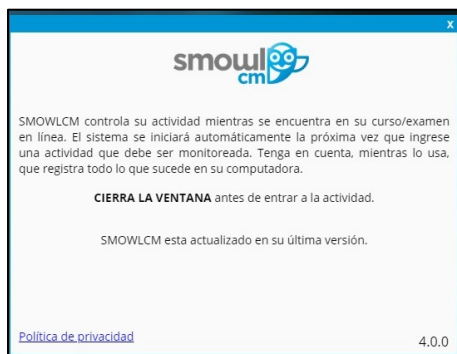 x
smowl
cm
SMOWLCM controla su actividad mientras se encuentra en su curso/examen
en línea. El sistema se iniciará automáticamente la próxima vez que ingrese
una actividad que debe ser monitoreada. Tenga en cuenta, mientras lo usa,
que registra todo lo que sucede en su computadora.
CIERRA LA VENTANA antes de entrar a la actividad.
SMOWLCM esta actualizado en su última versión.
Política de privacidad
4.0.0